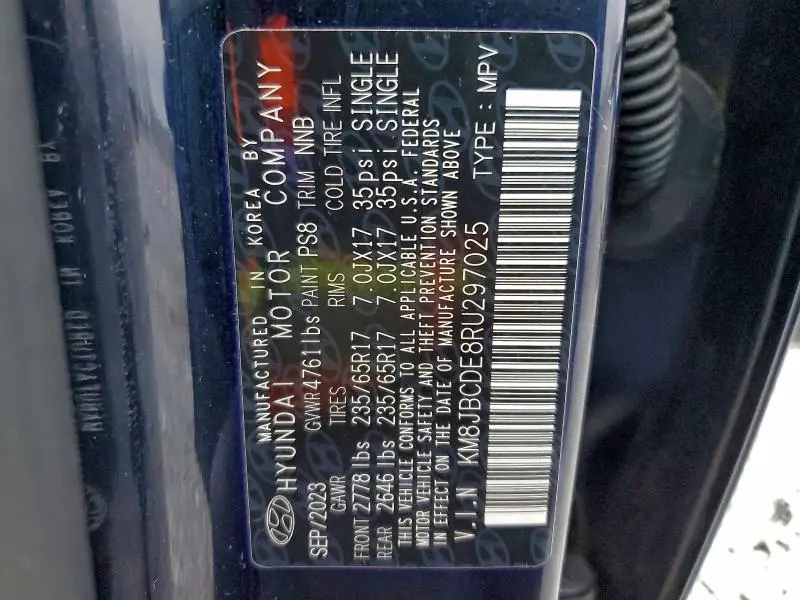 MANUFACTURED IN KOREA BY
HYUNDAI MOTOR COMPANY
SEP/2023 GVWR4761lbs PAINT PS8 TRIM NNB
GAWR TIRES RIMS COLD TIRE INFL
FRONT 2778 lbs 235/65R17 7.0JX17 35psi SINGLE
REAR 2646 lbs 235/65R17 7.0JX17 35psi SINGLE
THIS VEHICLE CONFORMS TO ALL APPLICABLE U.S.A. FEDERAL
MOTOR VEHICLE SAFETY AND THEFT PREVENTION STANDARDS
IN EFFECT ON THE DATE OF MANUFACTURE SHOWN ABOVE
V.I.N KM8JBCDE8RU297025 TYPE : MPV